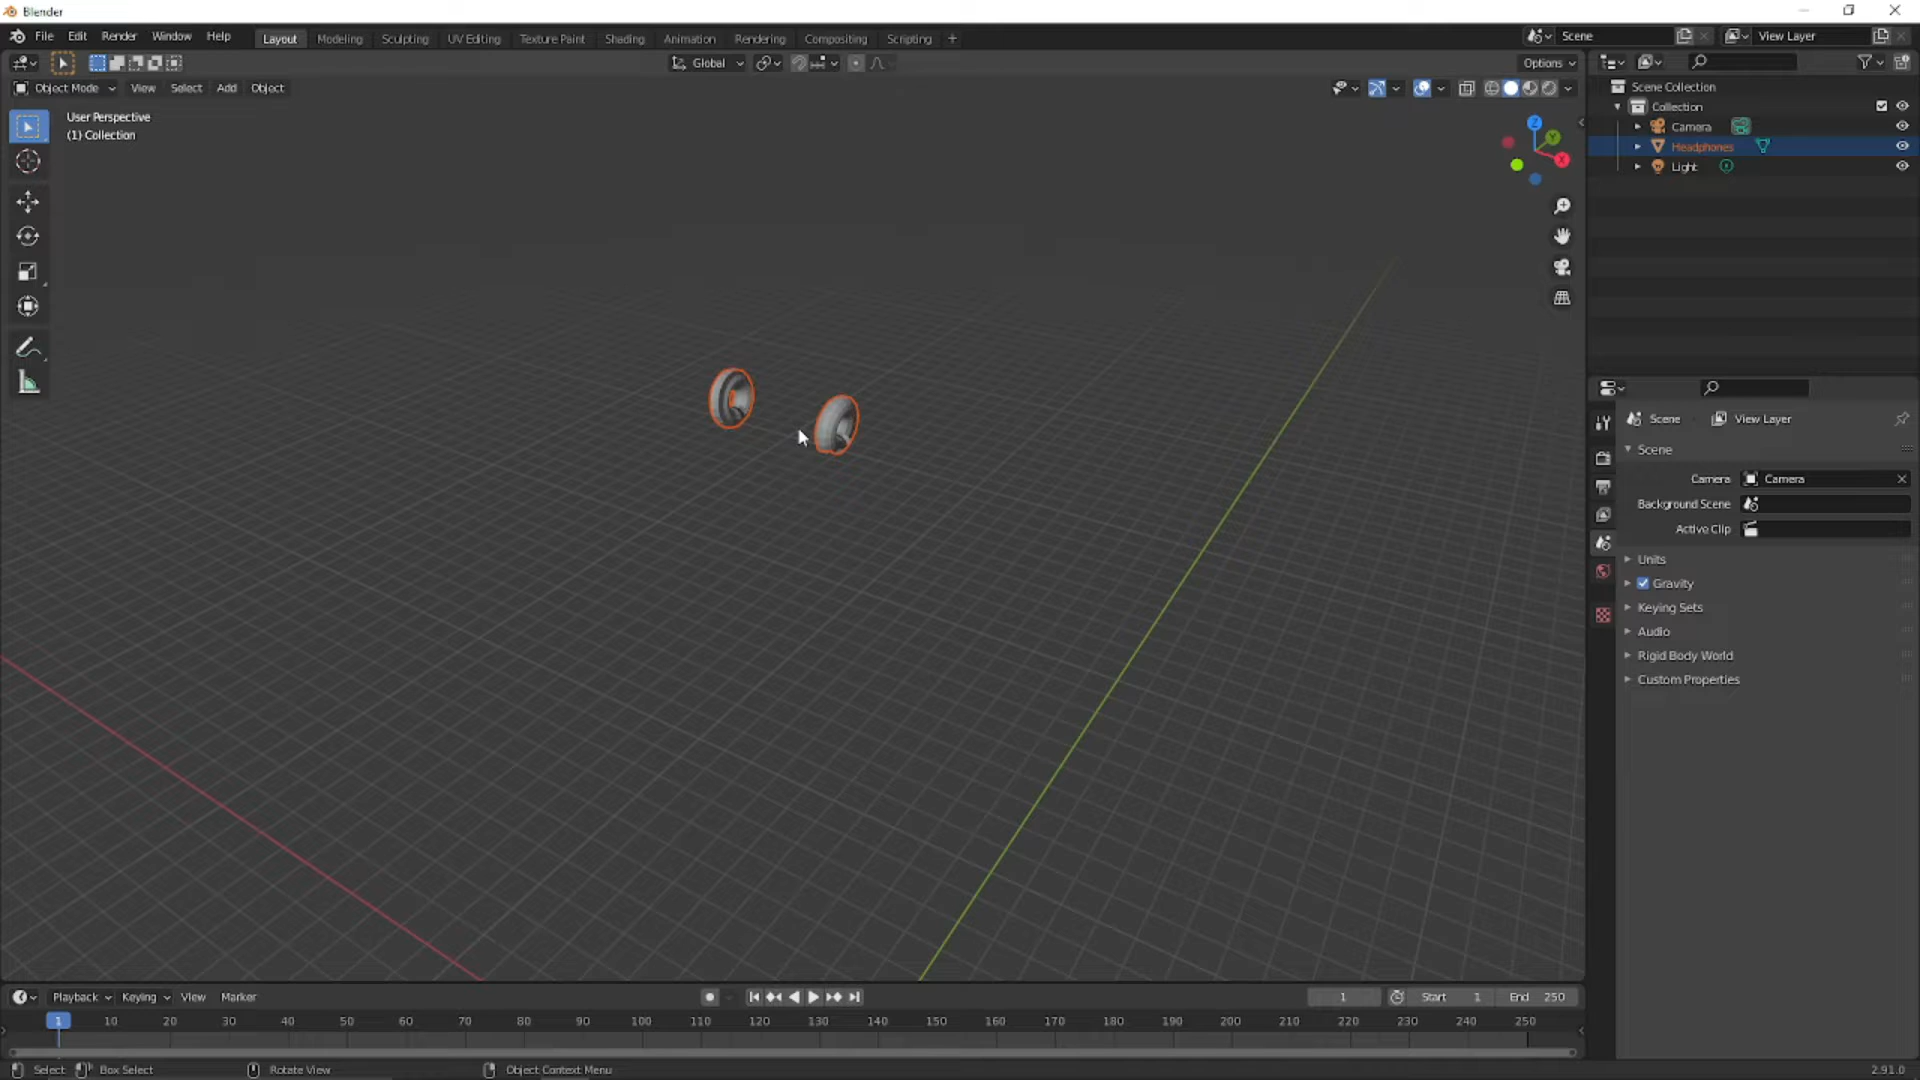 Blender
File Edit Render Window Help Layout Modeling Sculpting UV Editing Texture Paint Shading Animation Rendering Compositing Scripting + Scene View Layer
Global Options
Object Mode View Select Add Object
User Perspective
(1) Collection
Z
Y
X
Scene Collection
Collection
Camera
Headphones
Light
Scene View Layer
Scene
Camera Camera
Background Scene
Active Clip
Units
Gravity
Keying Sets
Audio
Rigid Body World
Custom Properties
Playback Keying View Marker 1 Start 1 End 250
1 10 20 30 40 50 60 70 80 90 100 110 120 130 140 150 160 170 180 190 200 210 220 230 240 250
Select Box Select Rotate View Object Context Menu 2.91.0